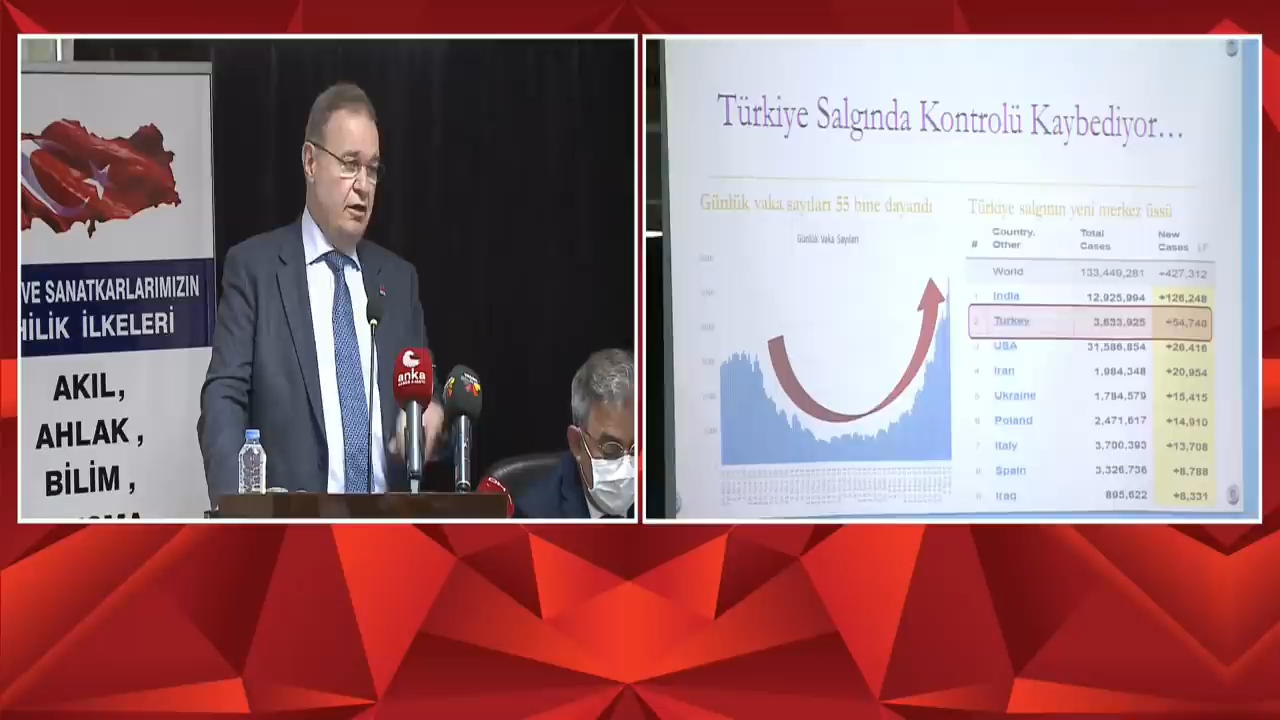 VE SANATKARLARIMIZIN
HİLİK İLKELERİ
AKIL,
AHLAK ,
BİLİM ,
anka
Türkiye Salgında Kontrolü Kaybediyor...
Günlük vaka sayıları 55 bine dayandı
Türkiye salgının yeni merkez üssü
Günlük Vaka Sayıları
# Country, Other Total Cases New Cases
World 133,449,281 +427,312
1 India 12,925,994 +126,248
2 Turkey 3,633,925 +54,740
3 USA 31,586,854 +26,416
4 Iran 1,984,348 +20,954
5 Ukraine 1,784,579 +15,415
6 Poland 2,471,617 +14,910
7 Italy 3,700,393 +13,708
8 Spain 3,326,736 +8,788
9 Iraq 895,622 +8,331